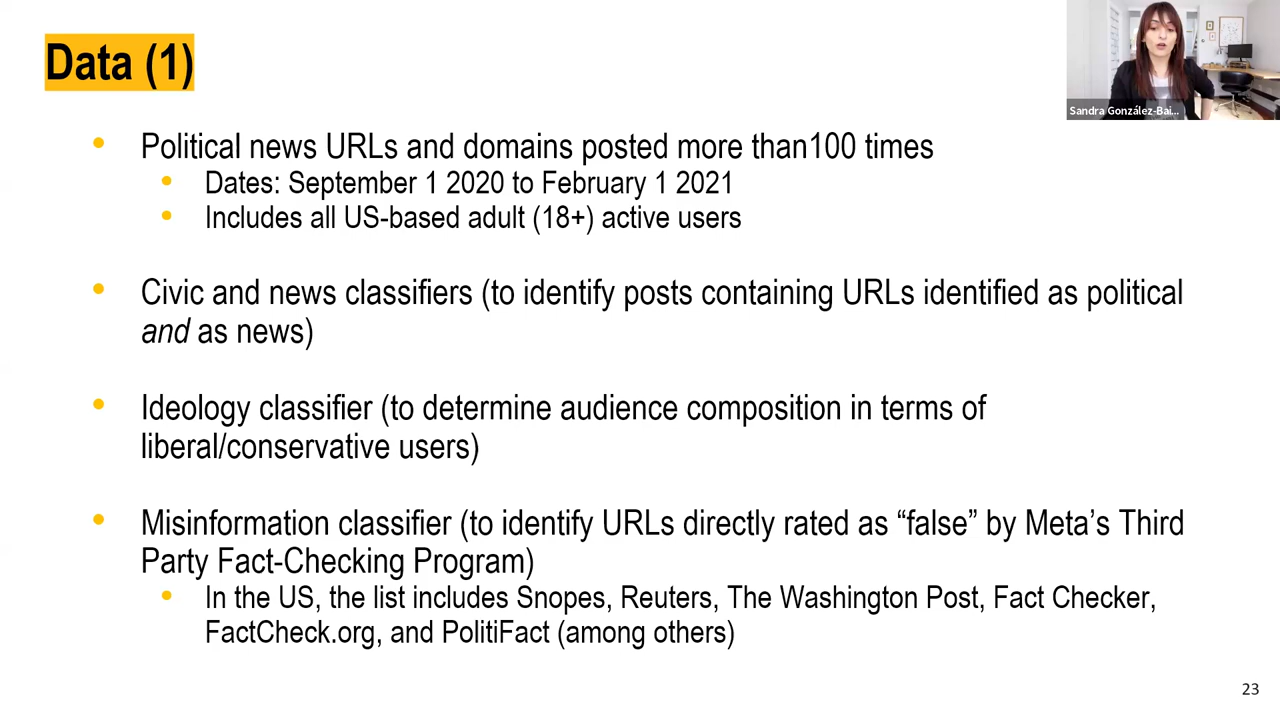 Data (1)
Sandra González-Bai...
• Political news URLs and domains posted more than100 times
• Dates: September 1 2020 to February 1 2021
• Includes all US-based adult (18+) active users
• Civic and news classifiers (to identify posts containing URLs identified as political
and as news)
• Ideology classifier (to determine audience composition in terms of
liberal/conservative users)
• Misinformation classifier (to identify URLs directly rated as “false” by Meta’s Third
Party Fact-Checking Program)
• In the US, the list includes Snopes, Reuters, The Washington Post, Fact Checker,
FactCheck.org, and PolitiFact (among others)
23